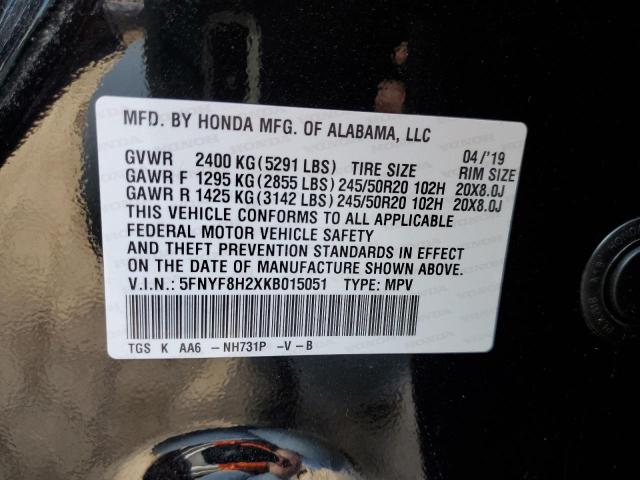 MFD. BY HONDA MFG. OF ALABAMA, LLC
GVWR 2400 KG (5291 LBS) TIRE SIZE 04/'19 RIM SIZE
GAWR F 1295 KG (2855 LBS) 245/50R20 102H 20X8.0J
GAWR R 1425 KG (3142 LBS) 245/50R20 102H 20X8.0J
THIS VEHICLE CONFORMS TO ALL APPLICABLE
FEDERAL MOTOR VEHICLE SAFETY
AND THEFT PREVENTION STANDARDS IN EFFECT
ON THE DATE OF MANUFACTURE SHOWN ABOVE.
V.I.N.: 5FNYF8H2XKB015051 TYPE: MPV
TGS K AA6 -NH731P -V-B